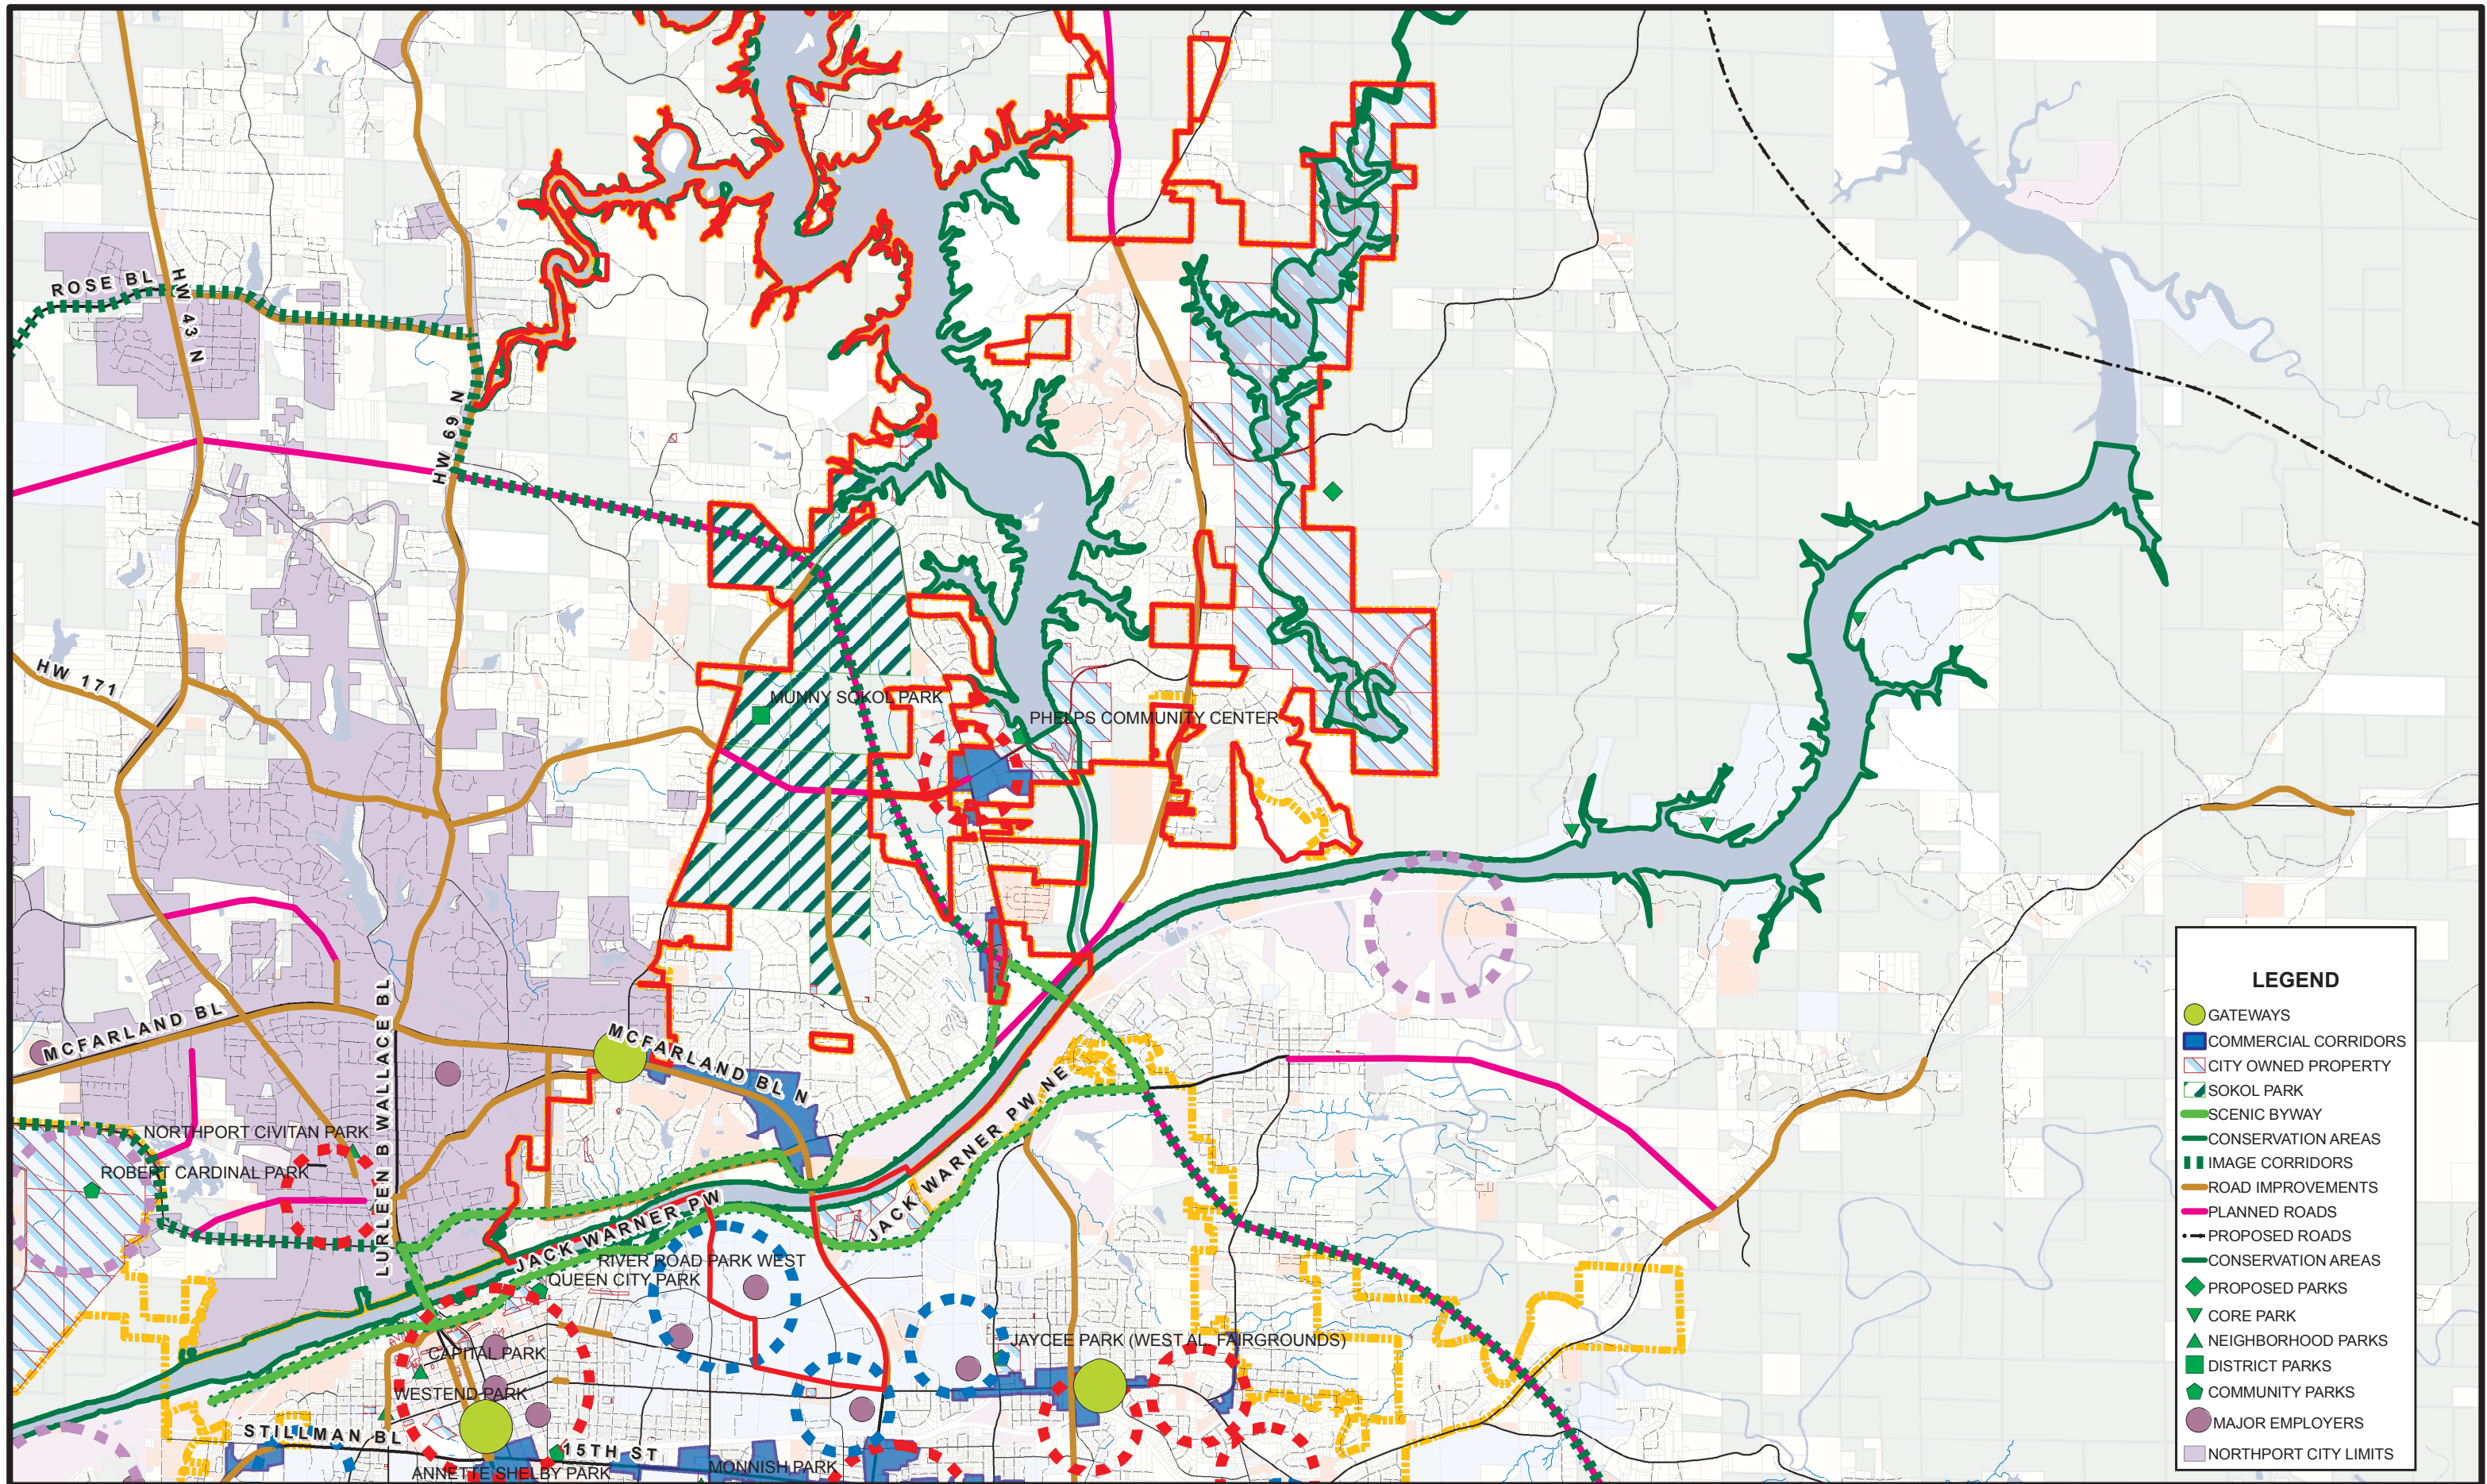 ROSE BL
HW 43 N
HW 69 N
HW 171
MUNNY SOKOL PARK
PHELPS COMMUNITY CENTER
MCFARLAND BL
LURLEEN B WALLACE BL
MCFARLAND BL N
NORTHPORT CIVITAN PARK
ROBERT CARDINAL PARK
JACK WARNER PW NE
JACK WARNER PW
RIVER ROAD PARK WEST
QUEEN CITY PARK
CAPITAL PARK
JAYCEE PARK (WEST AL. FAIRGROUNDS)
WESTEND PARK
STILLMAN BL
15TH ST
ANNETTE SHELBY PARK
MONNISH PARK
LEGEND
GATEWAYS
COMMERCIAL CORRIDORS
CITY OWNED PROPERTY
SOKOL PARK
SCENIC BYWAY
CONSERVATION AREAS
IMAGE CORRIDORS
ROAD IMPROVEMENTS
PLANNED ROADS
PROPOSED ROADS
CONSERVATION AREAS
PROPOSED PARKS
CORE PARK
NEIGHBORHOOD PARKS
DISTRICT PARKS
COMMUNITY PARKS
MAJOR EMPLOYERS
NORTHPORT CITY LIMITS